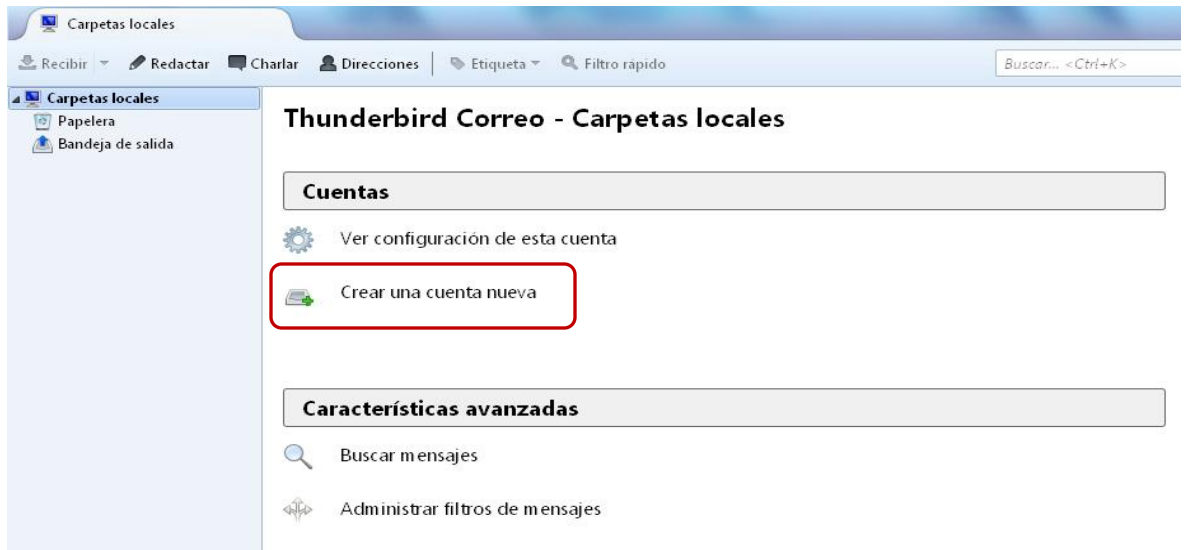 Carpetas locales
Recibir Redactar Charlar Direcciones Etiqueta Filtro rápido Buscar... <Ctrl+K>
Carpetas locales
Papelera
Bandeja de salida
Thunderbird Correo - Carpetas locales
Cuentas
Ver configuración de esta cuenta
Crear una cuenta nueva
Características avanzadas
Buscar mensajes
Administrar filtros de mensajes